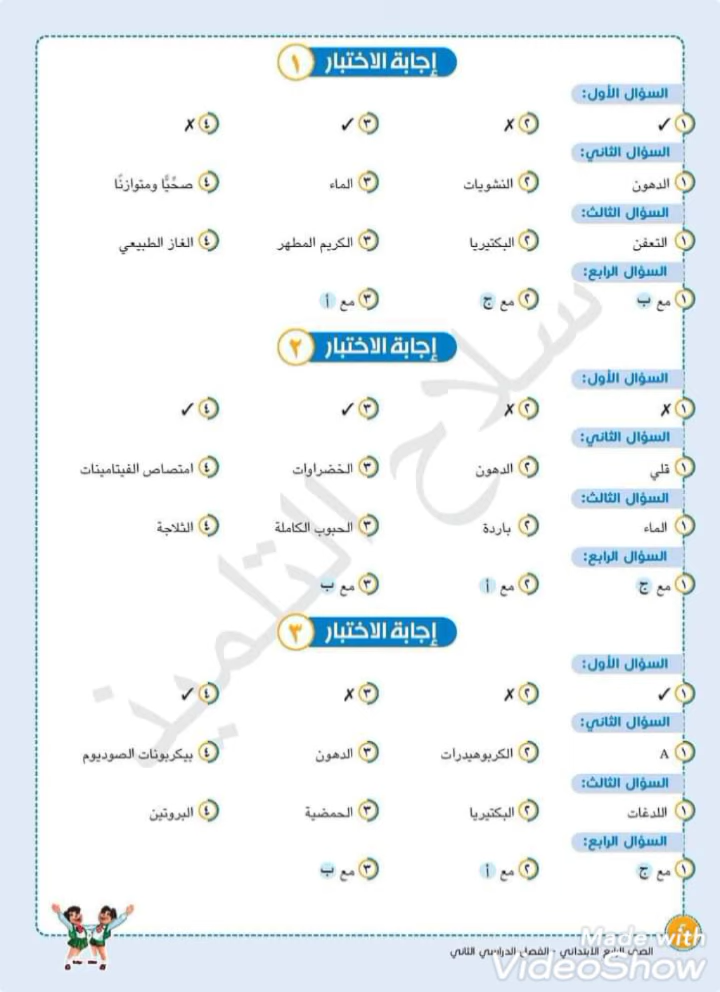 إجابة الاختبار ١
السؤال الأول:
١ ✓ ٢ ✗ ٣ ✓ ٤ ✗
السؤال الثاني:
١ الدهون ٢ النشويات ٣ الماء ٤ صحيًّا ومتوازنًا
السؤال الثالث:
١ التعفن ٢ البكتيريا ٣ الكريم المطهر ٤ الغاز الطبيعي
السؤال الرابع:
١ مع ب ٢ مع ج ٣ مع أ
إجابة الاختبار ٢
السؤال الأول:
١ ✗ ٢ ✗ ٣ ✓ ٤ ✓
السؤال الثاني:
١ قلي ٢ الدهون ٣ الخضراوات ٤ امتصاص الفيتامينات
السؤال الثالث:
١ الماء ٢ باردة ٣ الحبوب الكاملة ٤ الثلاجة
السؤال الرابع:
١ مع ج ٢ مع أ ٣ مع ب
إجابة الاختبار ٣
السؤال الأول:
١ ✓ ٢ ✗ ٣ ✗ ٤ ✓
السؤال الثاني:
١ A ٢ الكربوهيدرات ٣ الدهون ٤ بيكربونات الصوديوم
السؤال الثالث:
١ اللدغات ٢ البكتيريا ٣ الحمضية ٤ البروتين
السؤال الرابع:
١ مع ج ٢ مع أ ٣ مع ب
سلاح التلميذ
الصف الرابع الابتدائي - الفصل الدراسي الثاني
Made with
VideoShow